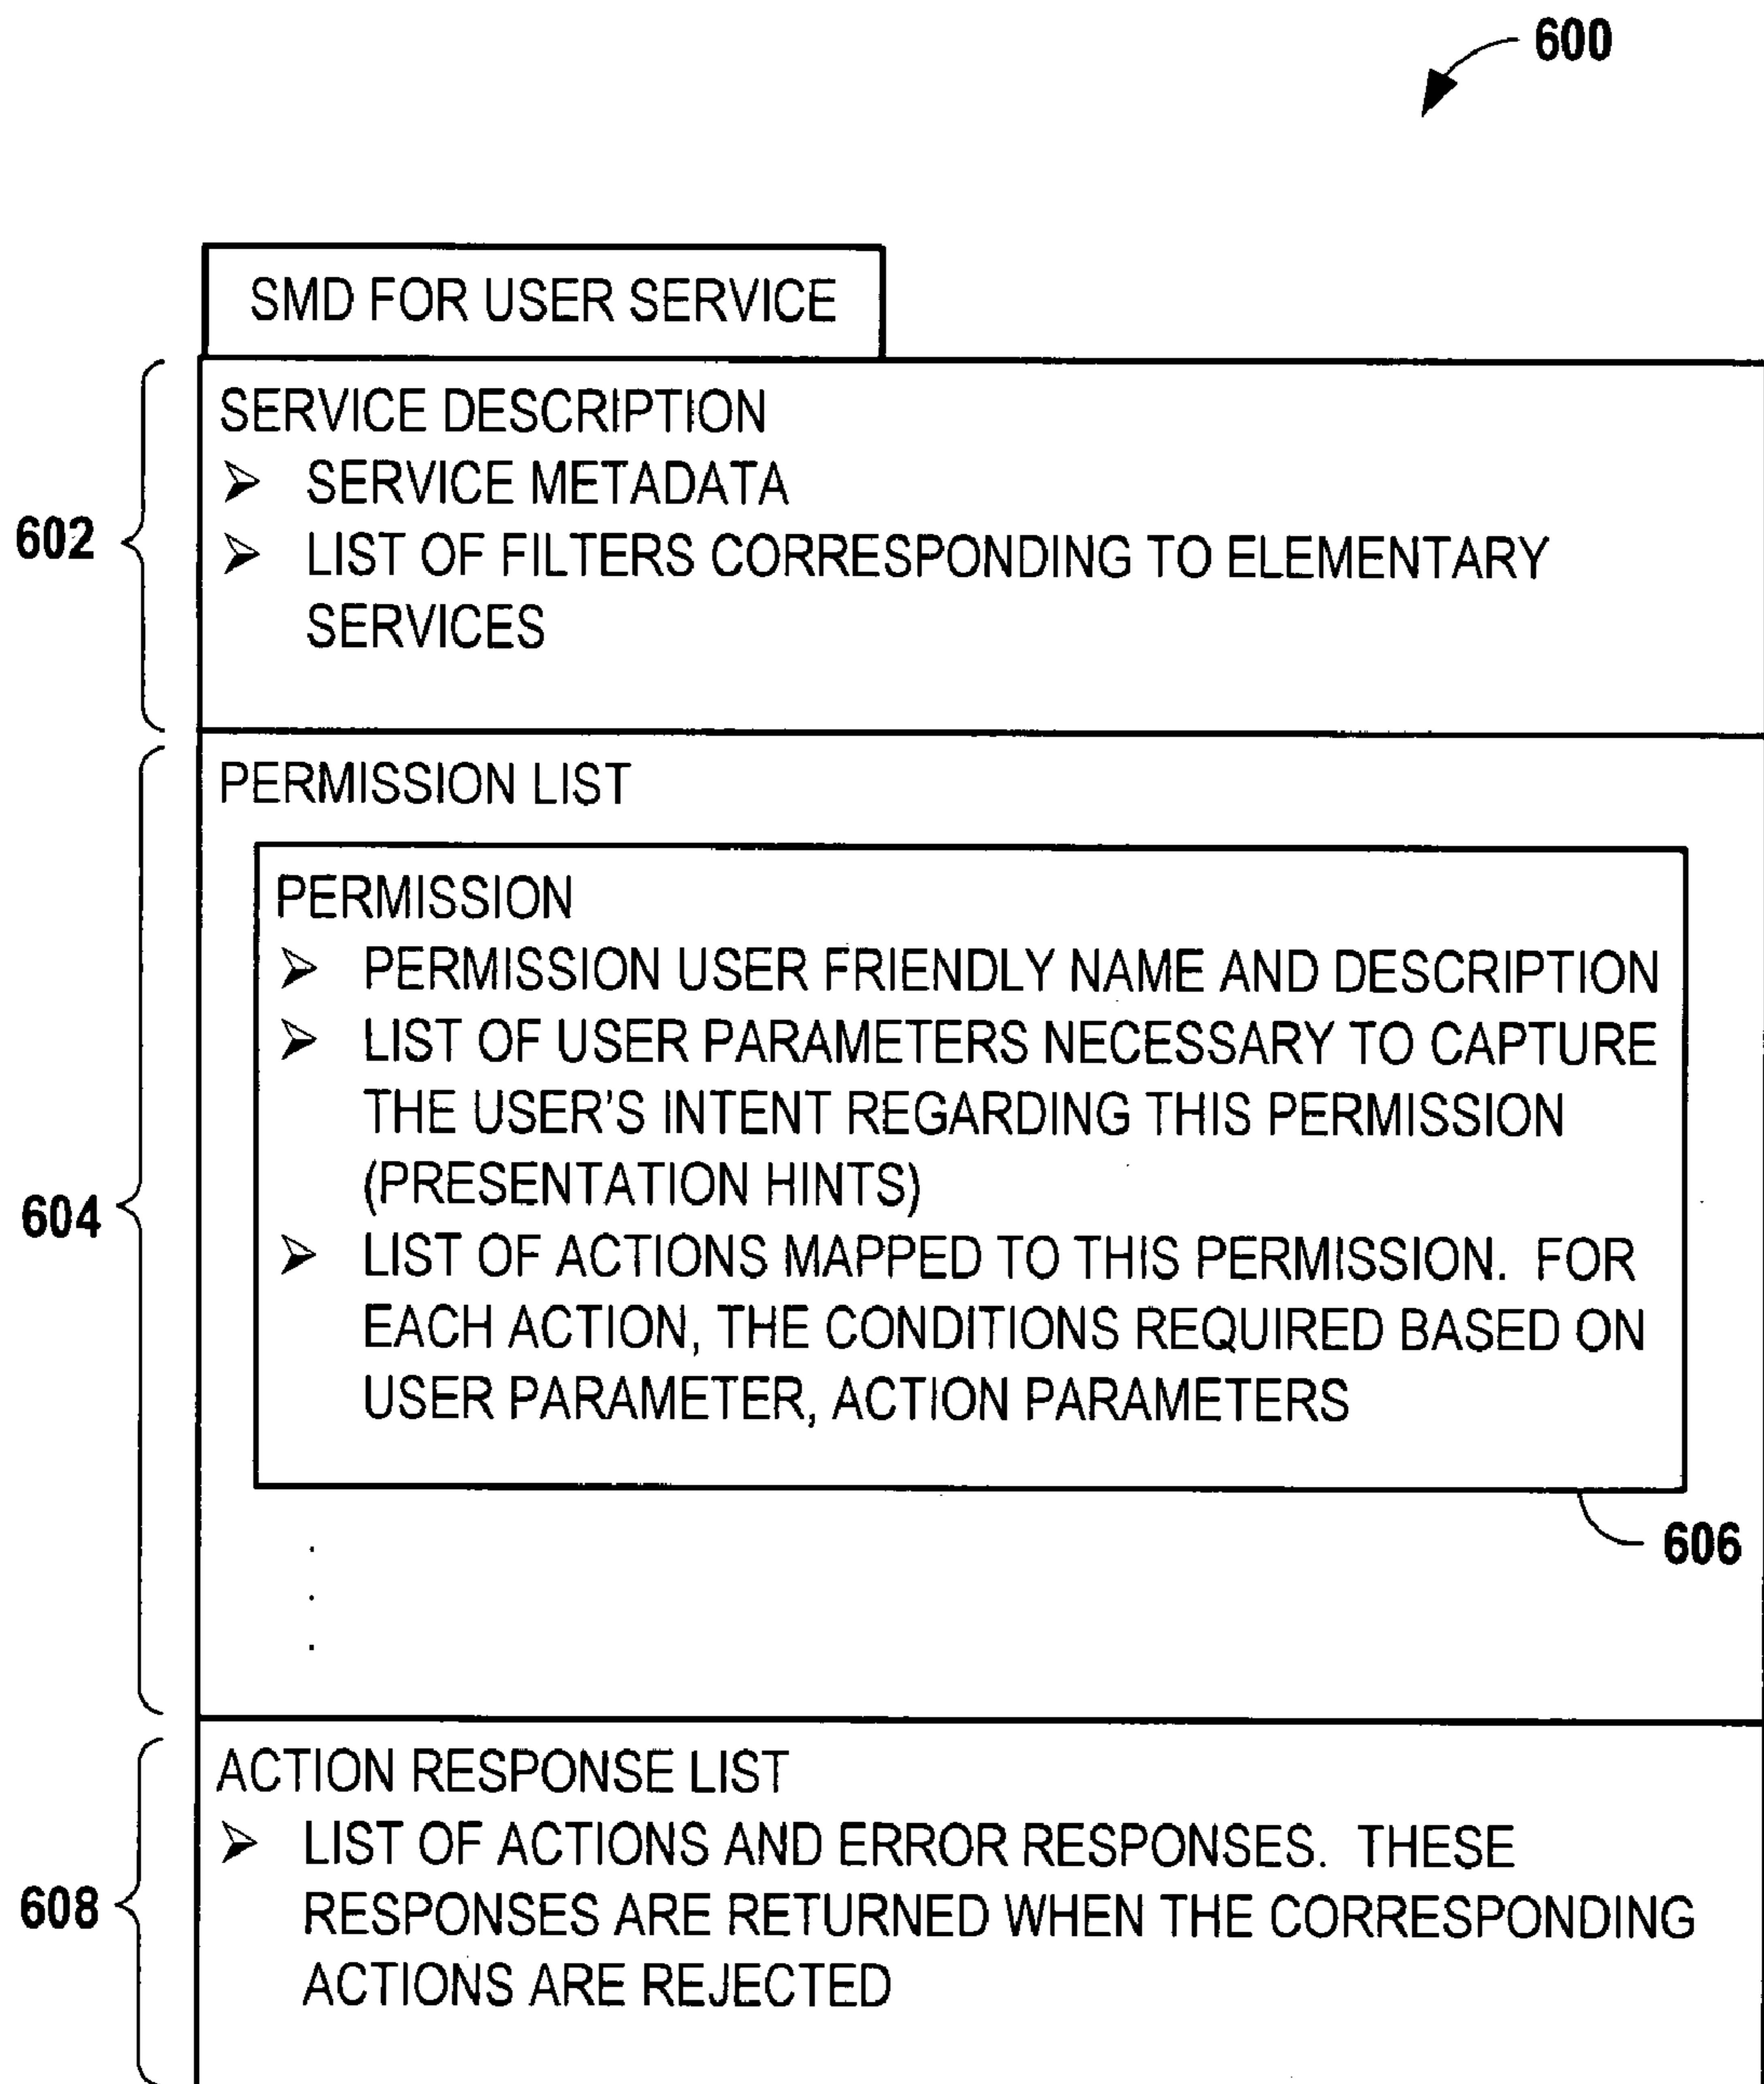 600
SMD FOR USER SERVICE
602
SERVICE DESCRIPTION
➢ SERVICE METADATA
➢ LIST OF FILTERS CORRESPONDING TO ELEMENTARY
SERVICES
604
PERMISSION LIST
PERMISSION
➢ PERMISSION USER FRIENDLY NAME AND DESCRIPTION
➢ LIST OF USER PARAMETERS NECESSARY TO CAPTURE
THE USER'S INTENT REGARDING THIS PERMISSION
(PRESENTATION HINTS)
➢ LIST OF ACTIONS MAPPED TO THIS PERMISSION. FOR
EACH ACTION, THE CONDITIONS REQUIRED BASED ON
USER PARAMETER, ACTION PARAMETERS
606
.
.
.
608
ACTION RESPONSE LIST
➢ LIST OF ACTIONS AND ERROR RESPONSES. THESE
RESPONSES ARE RETURNED WHEN THE CORRESPONDING
ACTIONS ARE REJECTED